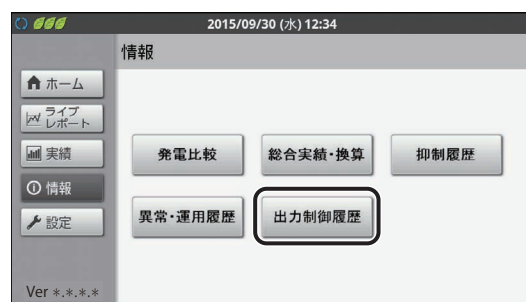 2015/09/30 (水) 12:34
情報
ホーム
ライブ
レポート
実績
情報
設定
発電比較
総合実績・換算
抑制履歴
異常・運用履歴
出力制御履歴
Ver *.*.*.*